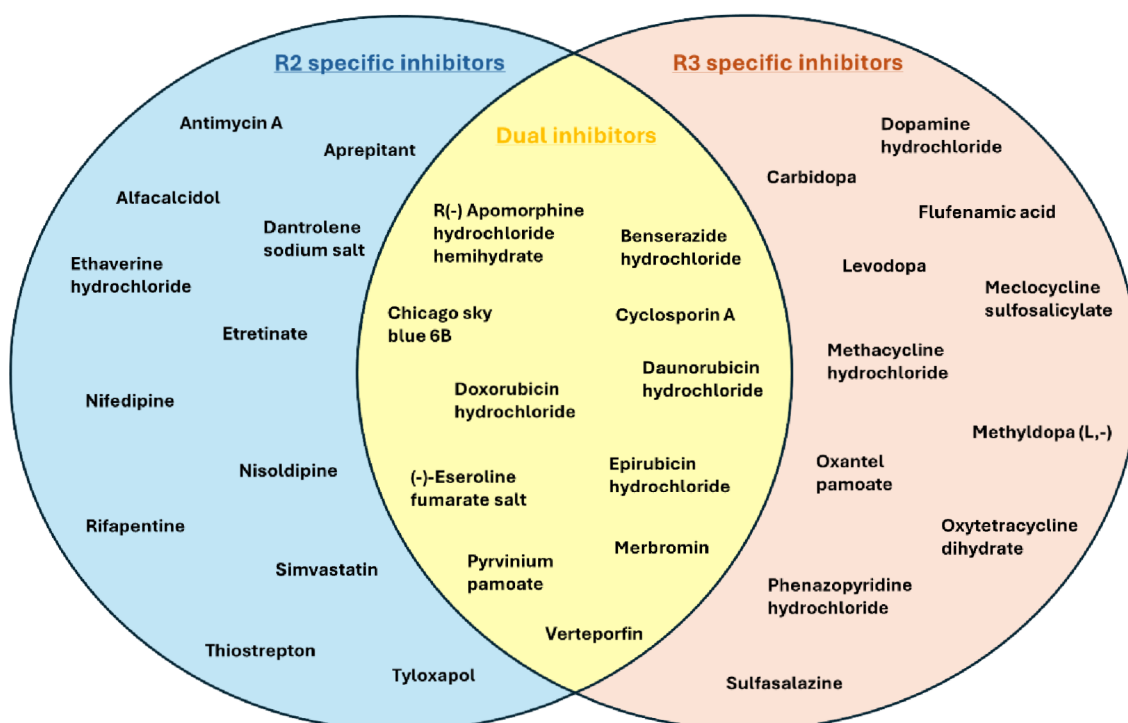 R2 specific inhibitors
Antimycin A
Aprepitant
Alfacalcidol
Dantrolene
sodium salt
Ethaverine
hydrochloride
Etretinate
Nifedipine
Nisoldipine
Rifapentine
Simvastatin
Thiostrepton
Tyloxapol
Dual inhibitors
R(-) Apomorphine
hydrochloride
hemihydrate
Benserazide
hydrochloride
Chicago sky
blue 6B
Cyclosporin A
Daunorubicin
hydrochloride
Doxorubicin
hydrochloride
(-)-Eseroline
fumarate salt
Epirubicin
hydrochloride
Merbromin
Pyrvinium
pamoate
Verteporfin
R3 specific inhibitors
Dopamine
hydrochloride
Carbidopa
Flufenamic acid
Levodopa
Meclocycline
sulfosalicylate
Methacycline
hydrochloride
Methyldopa (L,-)
Oxantel
pamoate
Oxytetracycline
dihydrate
Phenazopyridine
hydrochloride
Sulfasalazine